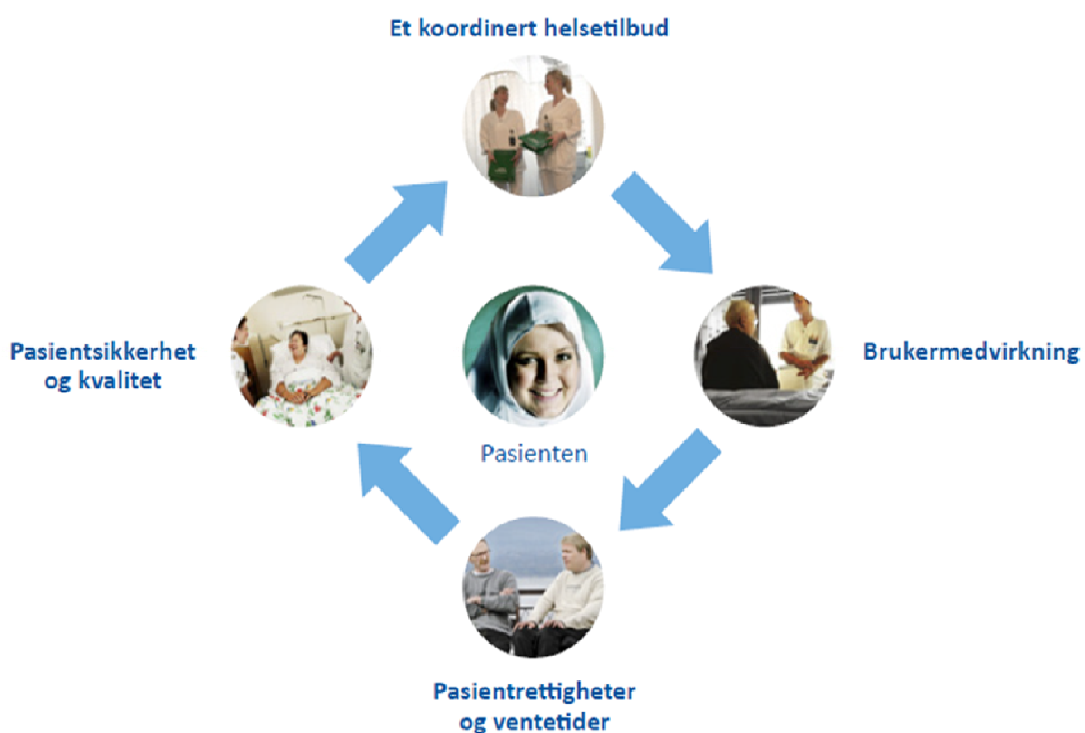 Et koordinert helsetilbud
Pasientsikkerhet
og kvalitet
Brukermedvirkning
Pasienten
Pasientrettigheter
og ventetider